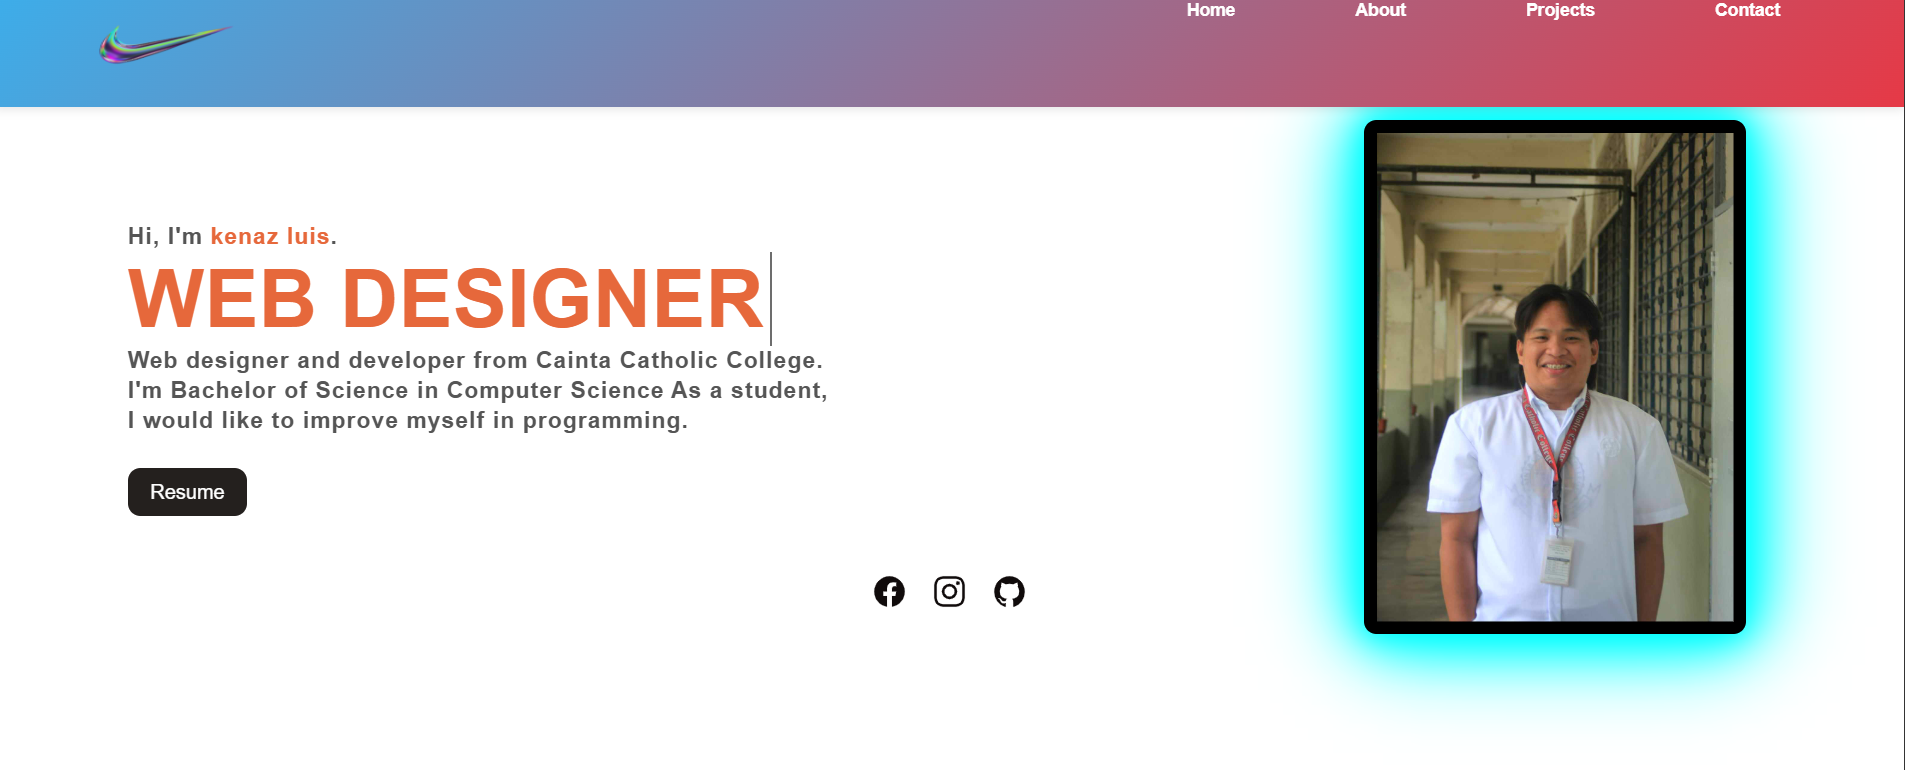 Home About Projects Contact
Hi, I'm kenaz luis.
WEB DESIGNER
Web designer and developer from Cainta Catholic College.
I'm Bachelor of Science in Computer Science As a student,
I would like to improve myself in programming.
Resume